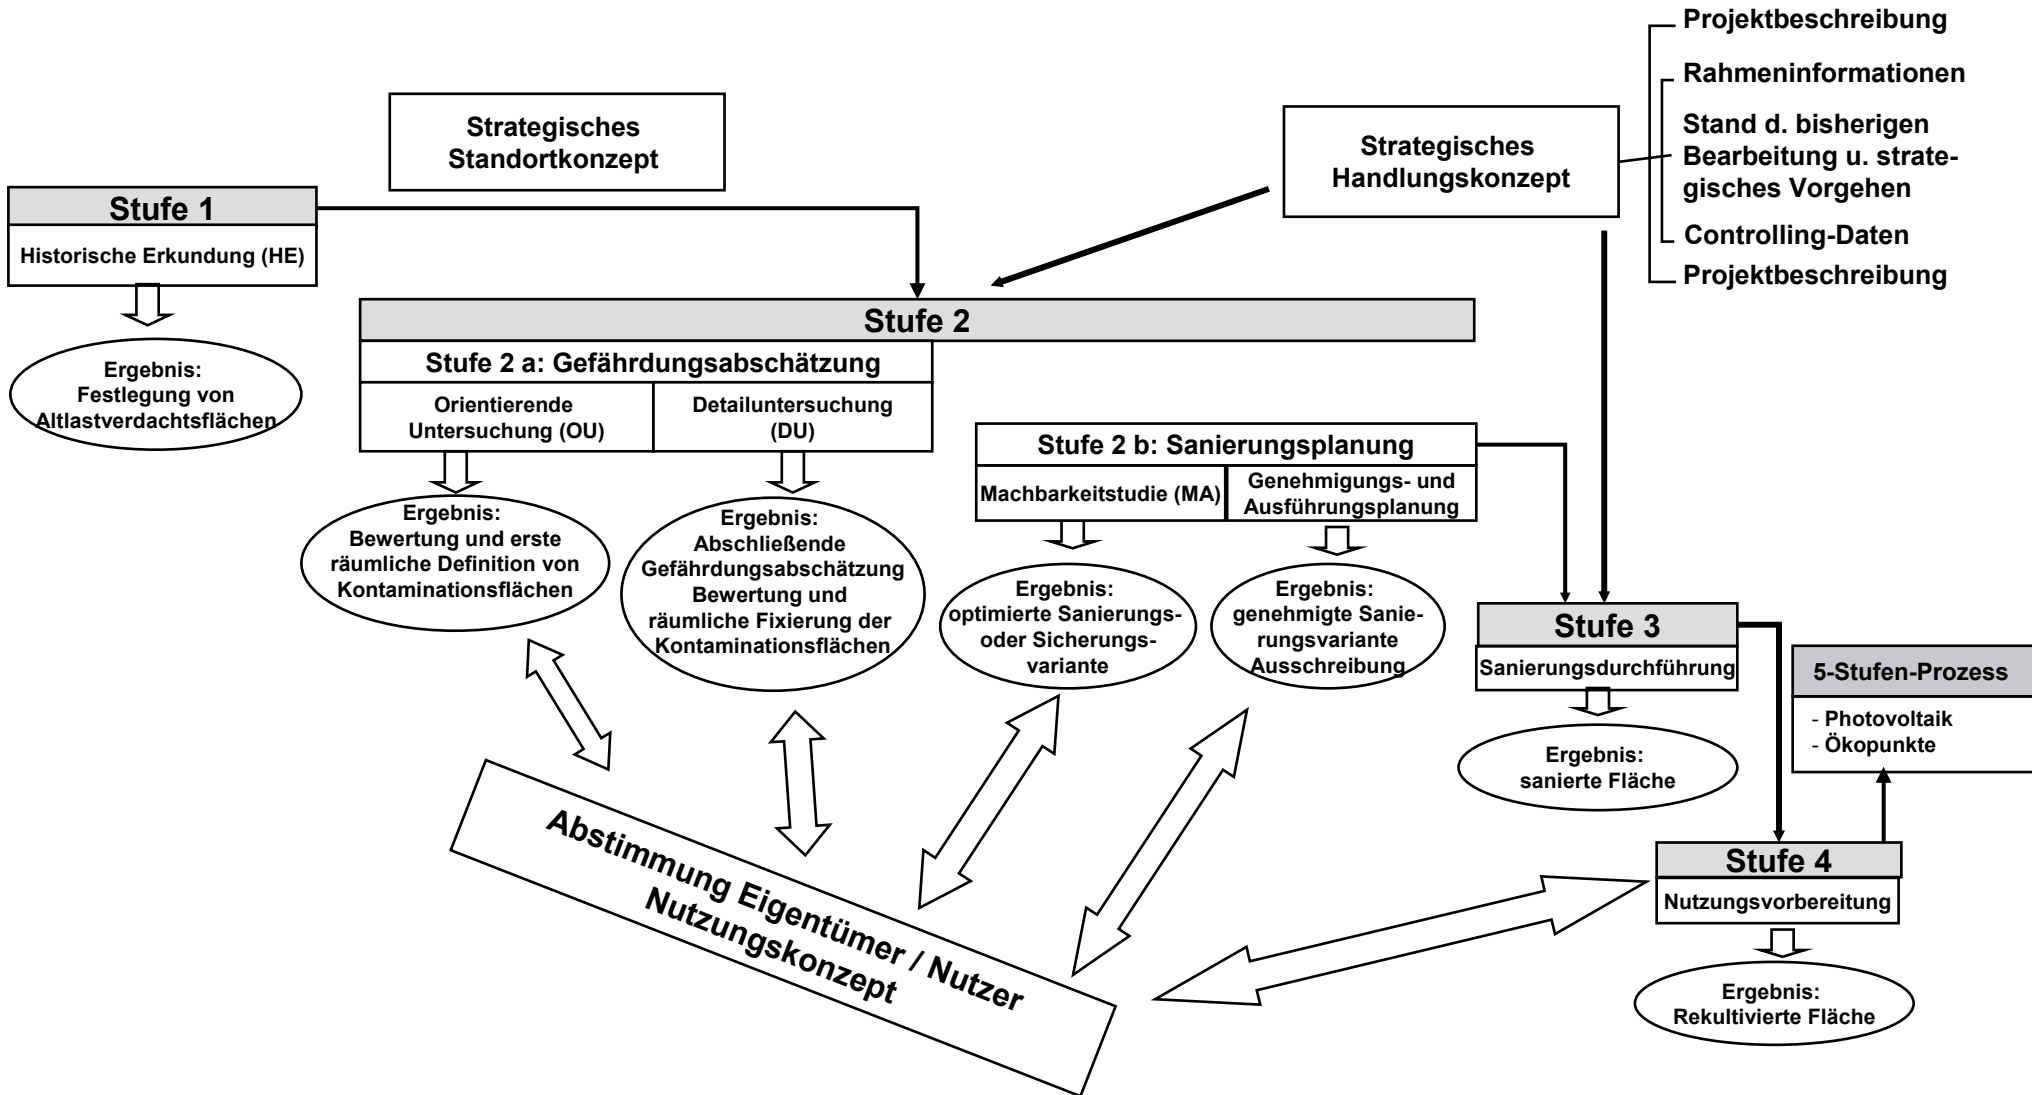 Projektbeschreibung
Rahmeninformationen
Stand d. bisherigen
Bearbeitung u. strate-
gisches Vorgehen
Controlling-Daten
Projektbeschreibung
Strategisches
Standortkonzept
Strategisches
Handlungskonzept
Stufe 1
Historische Erkundung (HE)
Ergebnis:
Festlegung von
Altlastverdachtsflächen
Stufe 2
Stufe 2 a: Gefährdungsabschätzung
Orientierende
Untersuchung (OU)
Detailuntersuchung
(DU)
Ergebnis:
Bewertung und erste
räumliche Definition von
Kontaminationsflächen
Ergebnis:
Abschließende
Gefährdungsabschätzung
Bewertung und
räumliche Fixierung der
Kontaminationsflächen
Stufe 2 b: Sanierungsplanung
Machbarkeitstudie (MA)
Genehmigungs- und
Ausführungsplanung
Ergebnis:
optimierte Sanierungs-
oder Sicherungs-
variante
Ergebnis:
genehmigte Sanie-
rungsvariante
Ausschreibung
Stufe 3
Sanierungsdurchführung
Ergebnis:
sanierte Fläche
5-Stufen-Prozess
- Photovoltaik
- Ökopunkte
Stufe 4
Nutzungsvorbereitung
Ergebnis:
Rekultivierte Fläche
Abstimmung Eigentümer / Nutzer
Nutzungskonzept